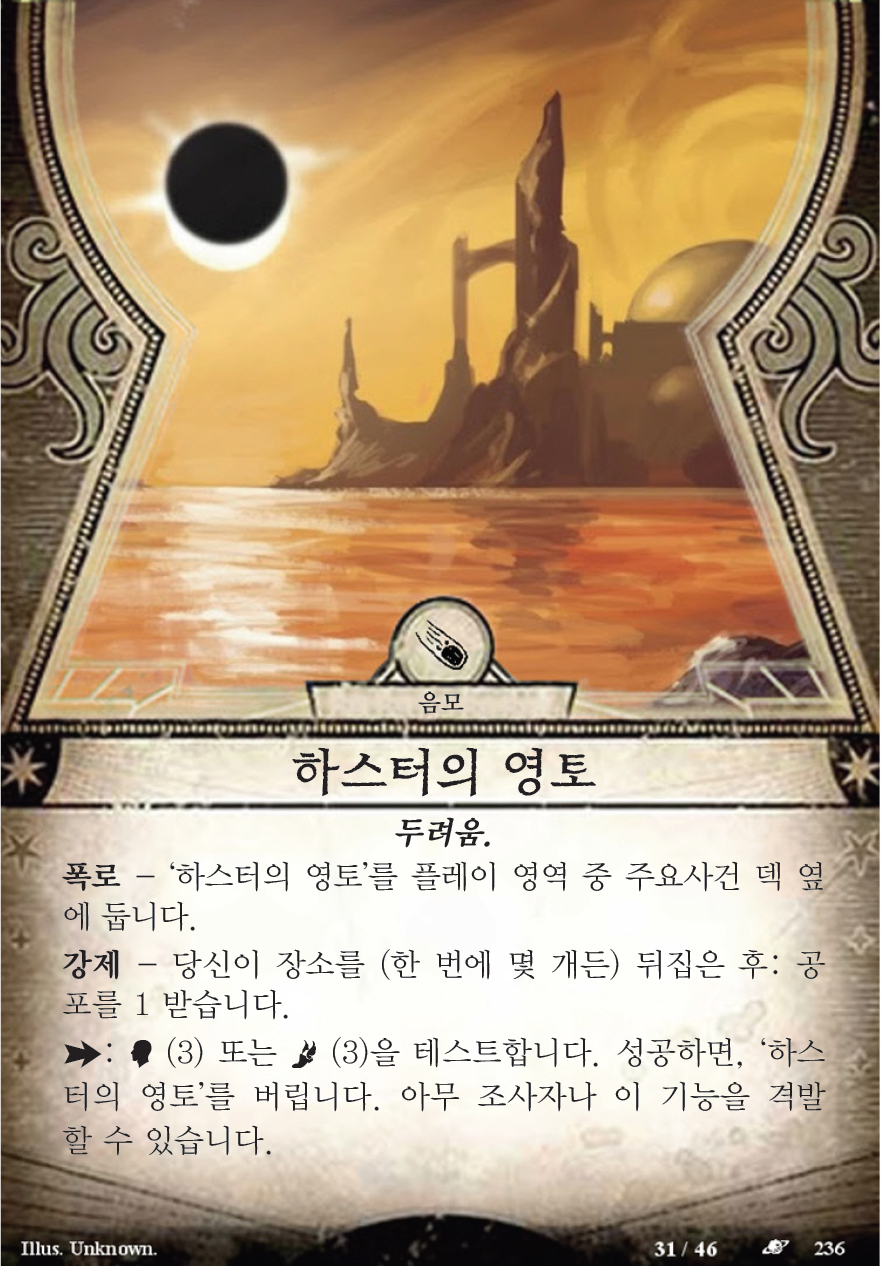 음모
하스터의 영토
두려움.
폭로 – ‘하스터의 영토’를 플레이 영역 중 주요사건 덱 옆
에 둡니다.
강제 – 당신이 장소를 (한 번에 몇 개든) 뒤집은 후: 공
포를 1 받습니다.
: (3) 또는 (3)을 테스트합니다. 성공하면, ‘하스
터의 영토’를 버립니다. 아무 조사자나 이 기능을 격발
할 수 있습니다.
Illus. Unknown. 31 / 46 236